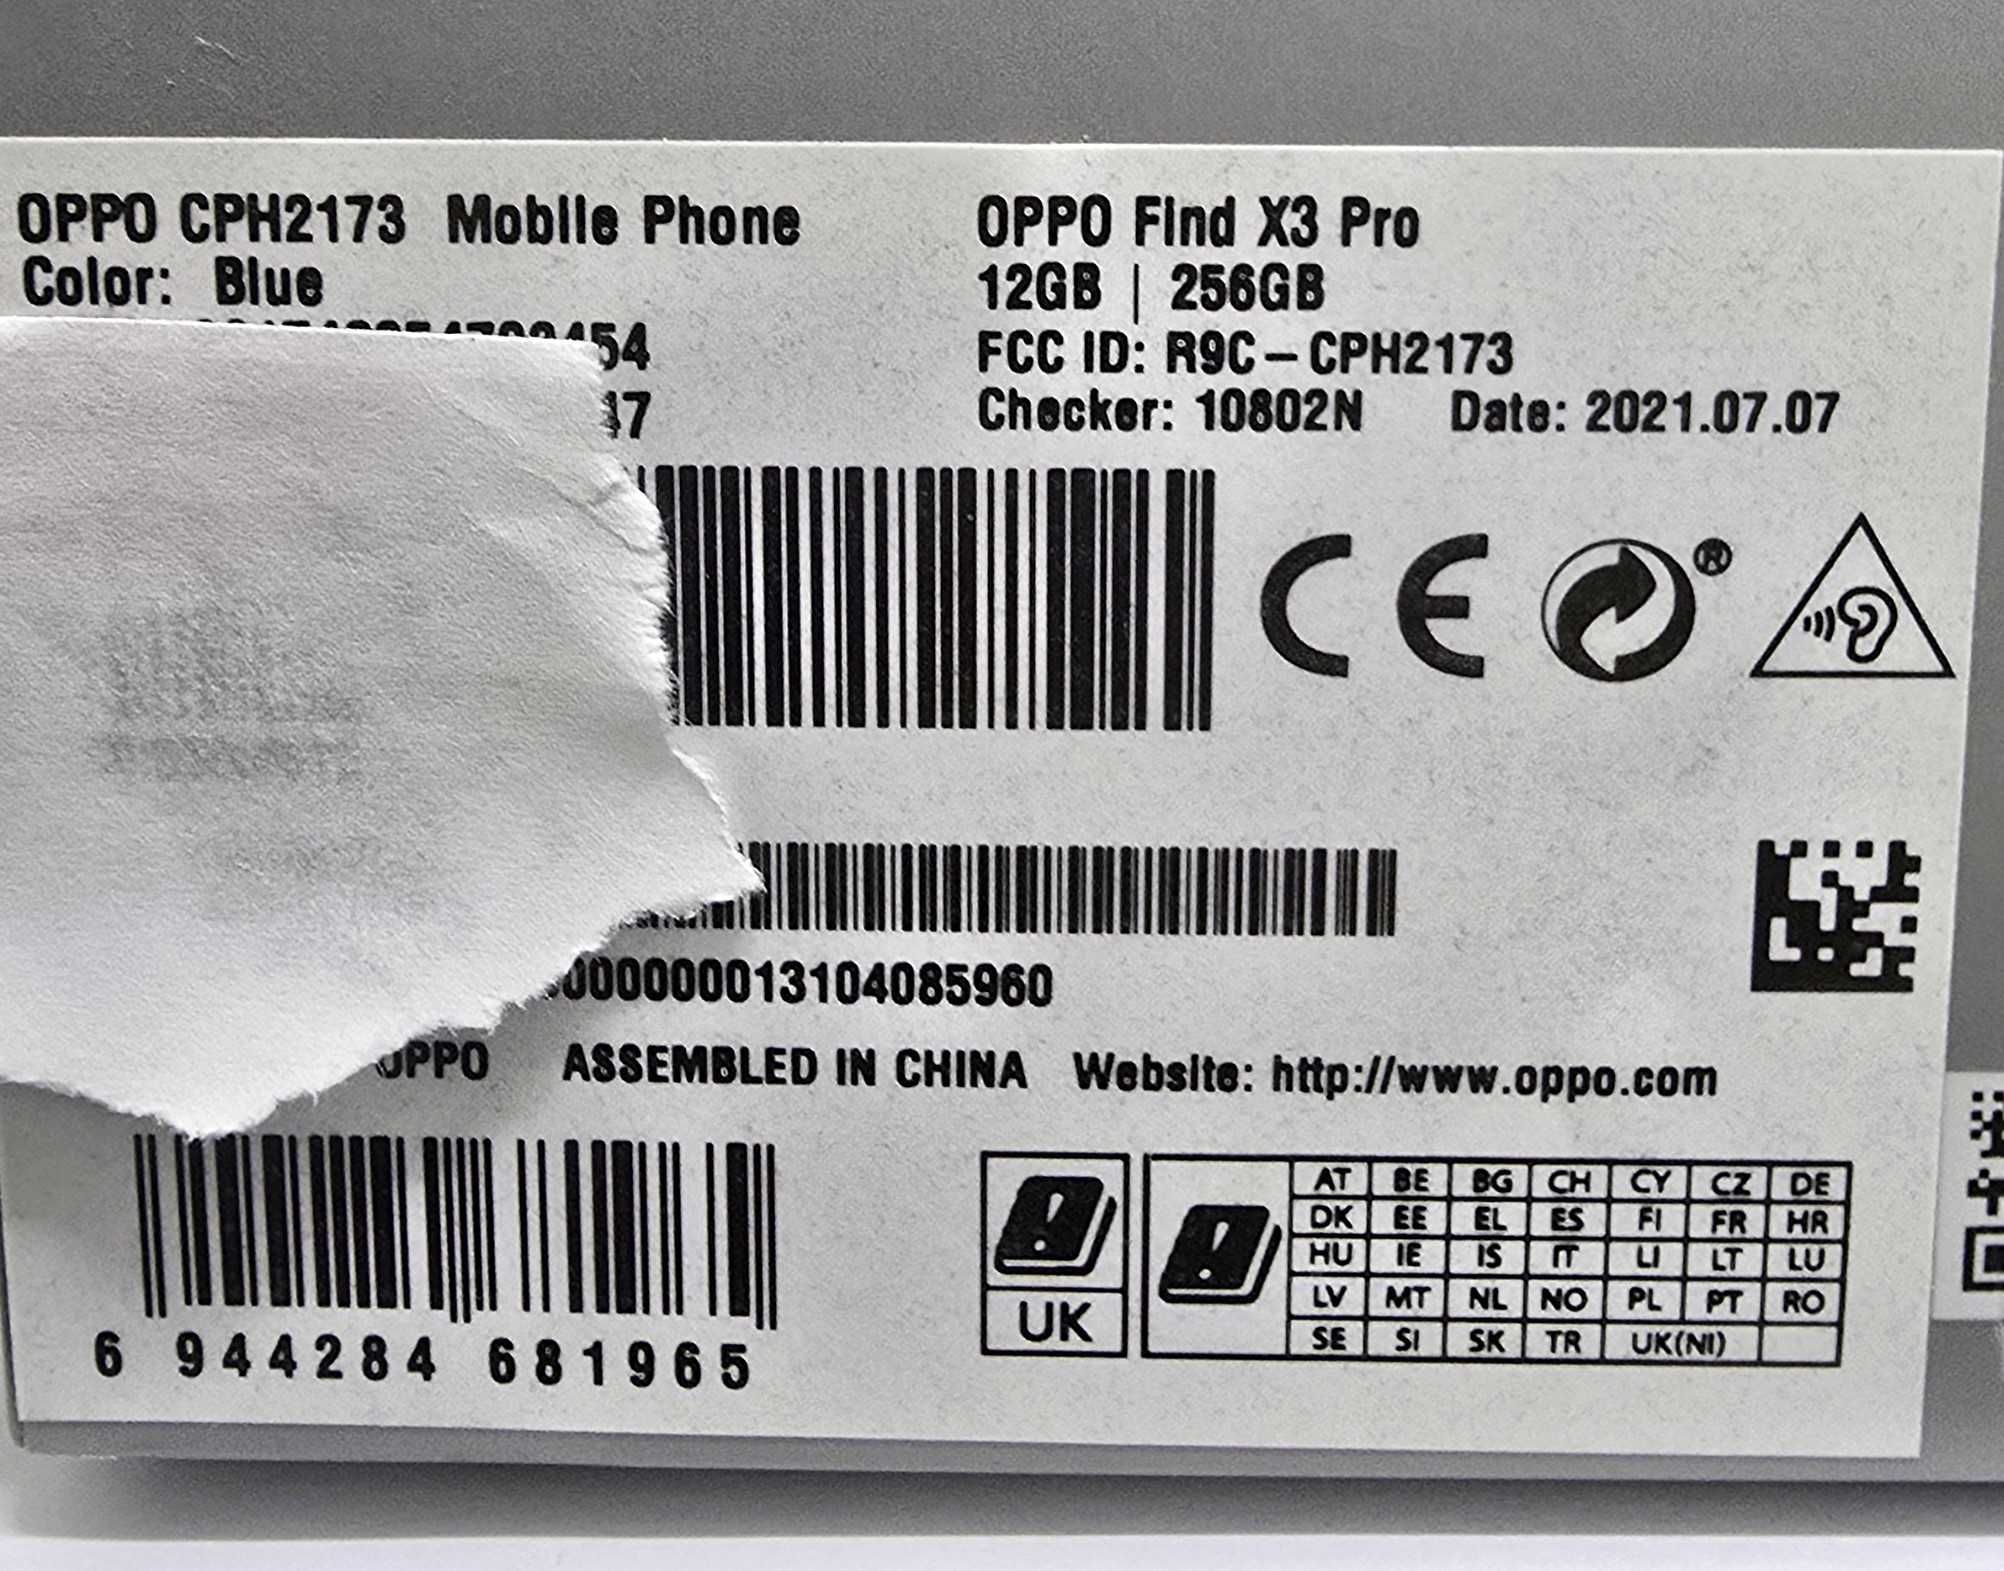 OPPO CPH2173 Mobile Phone
Color: Blue
54
47
OPPO Find X3 Pro
12GB | 256GB
FCC ID: R9C-CPH2173
Checker: 10802N Date: 2021.07.07
CE ®
0000000013104085960
OPPO ASSEMBLED IN CHINA Website: http://www.oppo.com
6 944284 681965
UK
AT BE BG CH CY CZ DE
DK EE EL ES FI FR HR
HU IE IS IT LI LT LU
LV MT NL NO PL PT RO
SE SI SK TR UK(NI)